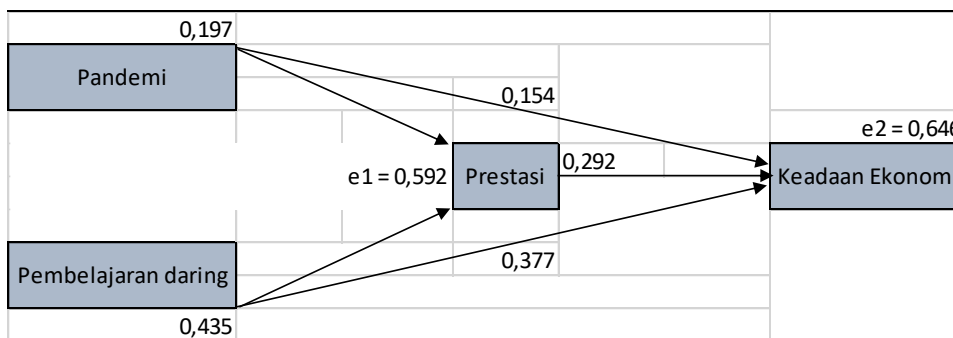 0,197
Pandemi
0,154
e2 = 0,646
e1 = 0,592
Prestasi
0,292
Keadaan Ekonom
Pembelajaran daring
0,377
0,435